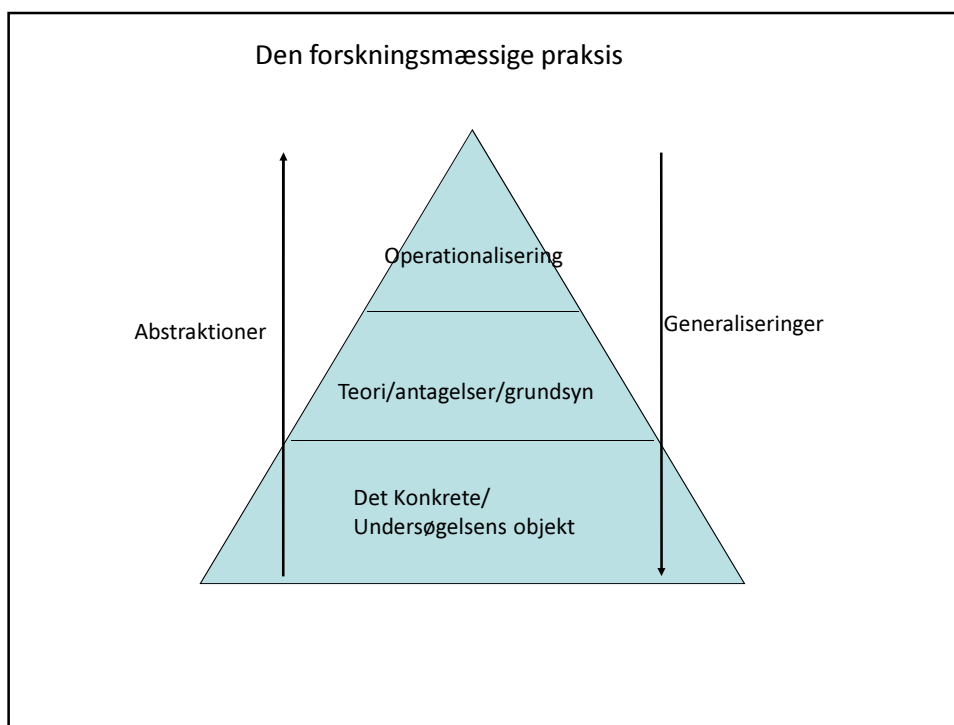 Den forskningsmæssige praksis
Operationalisering
Abstraktioner
Generaliseringer
Teori/antagelser/grundsyn
Det Konkrete/
Undersøgelsens objekt